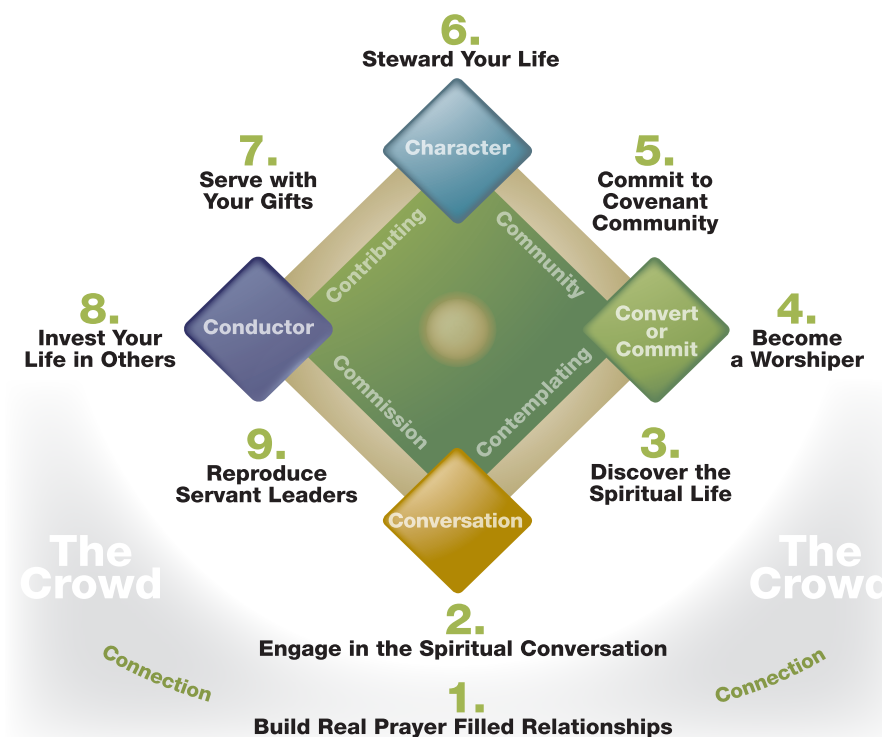 6.
Steward Your Life
Character
7.
Serve with
Your Gifts
5.
Commit to
Covenant
Community
Contributing
Community
8.
Invest Your
Life in Others
Conductor
Convert
or
Commit
4.
Become
a Worshiper
Commission
Contemplating
9.
Reproduce
Servant Leaders
3.
Discover the
Spiritual Life
Conversation
The
Crowd
The
Crowd
2.
Engage in the Spiritual Conversation
Connection
Connection
1.
Build Real Prayer Filled Relationships